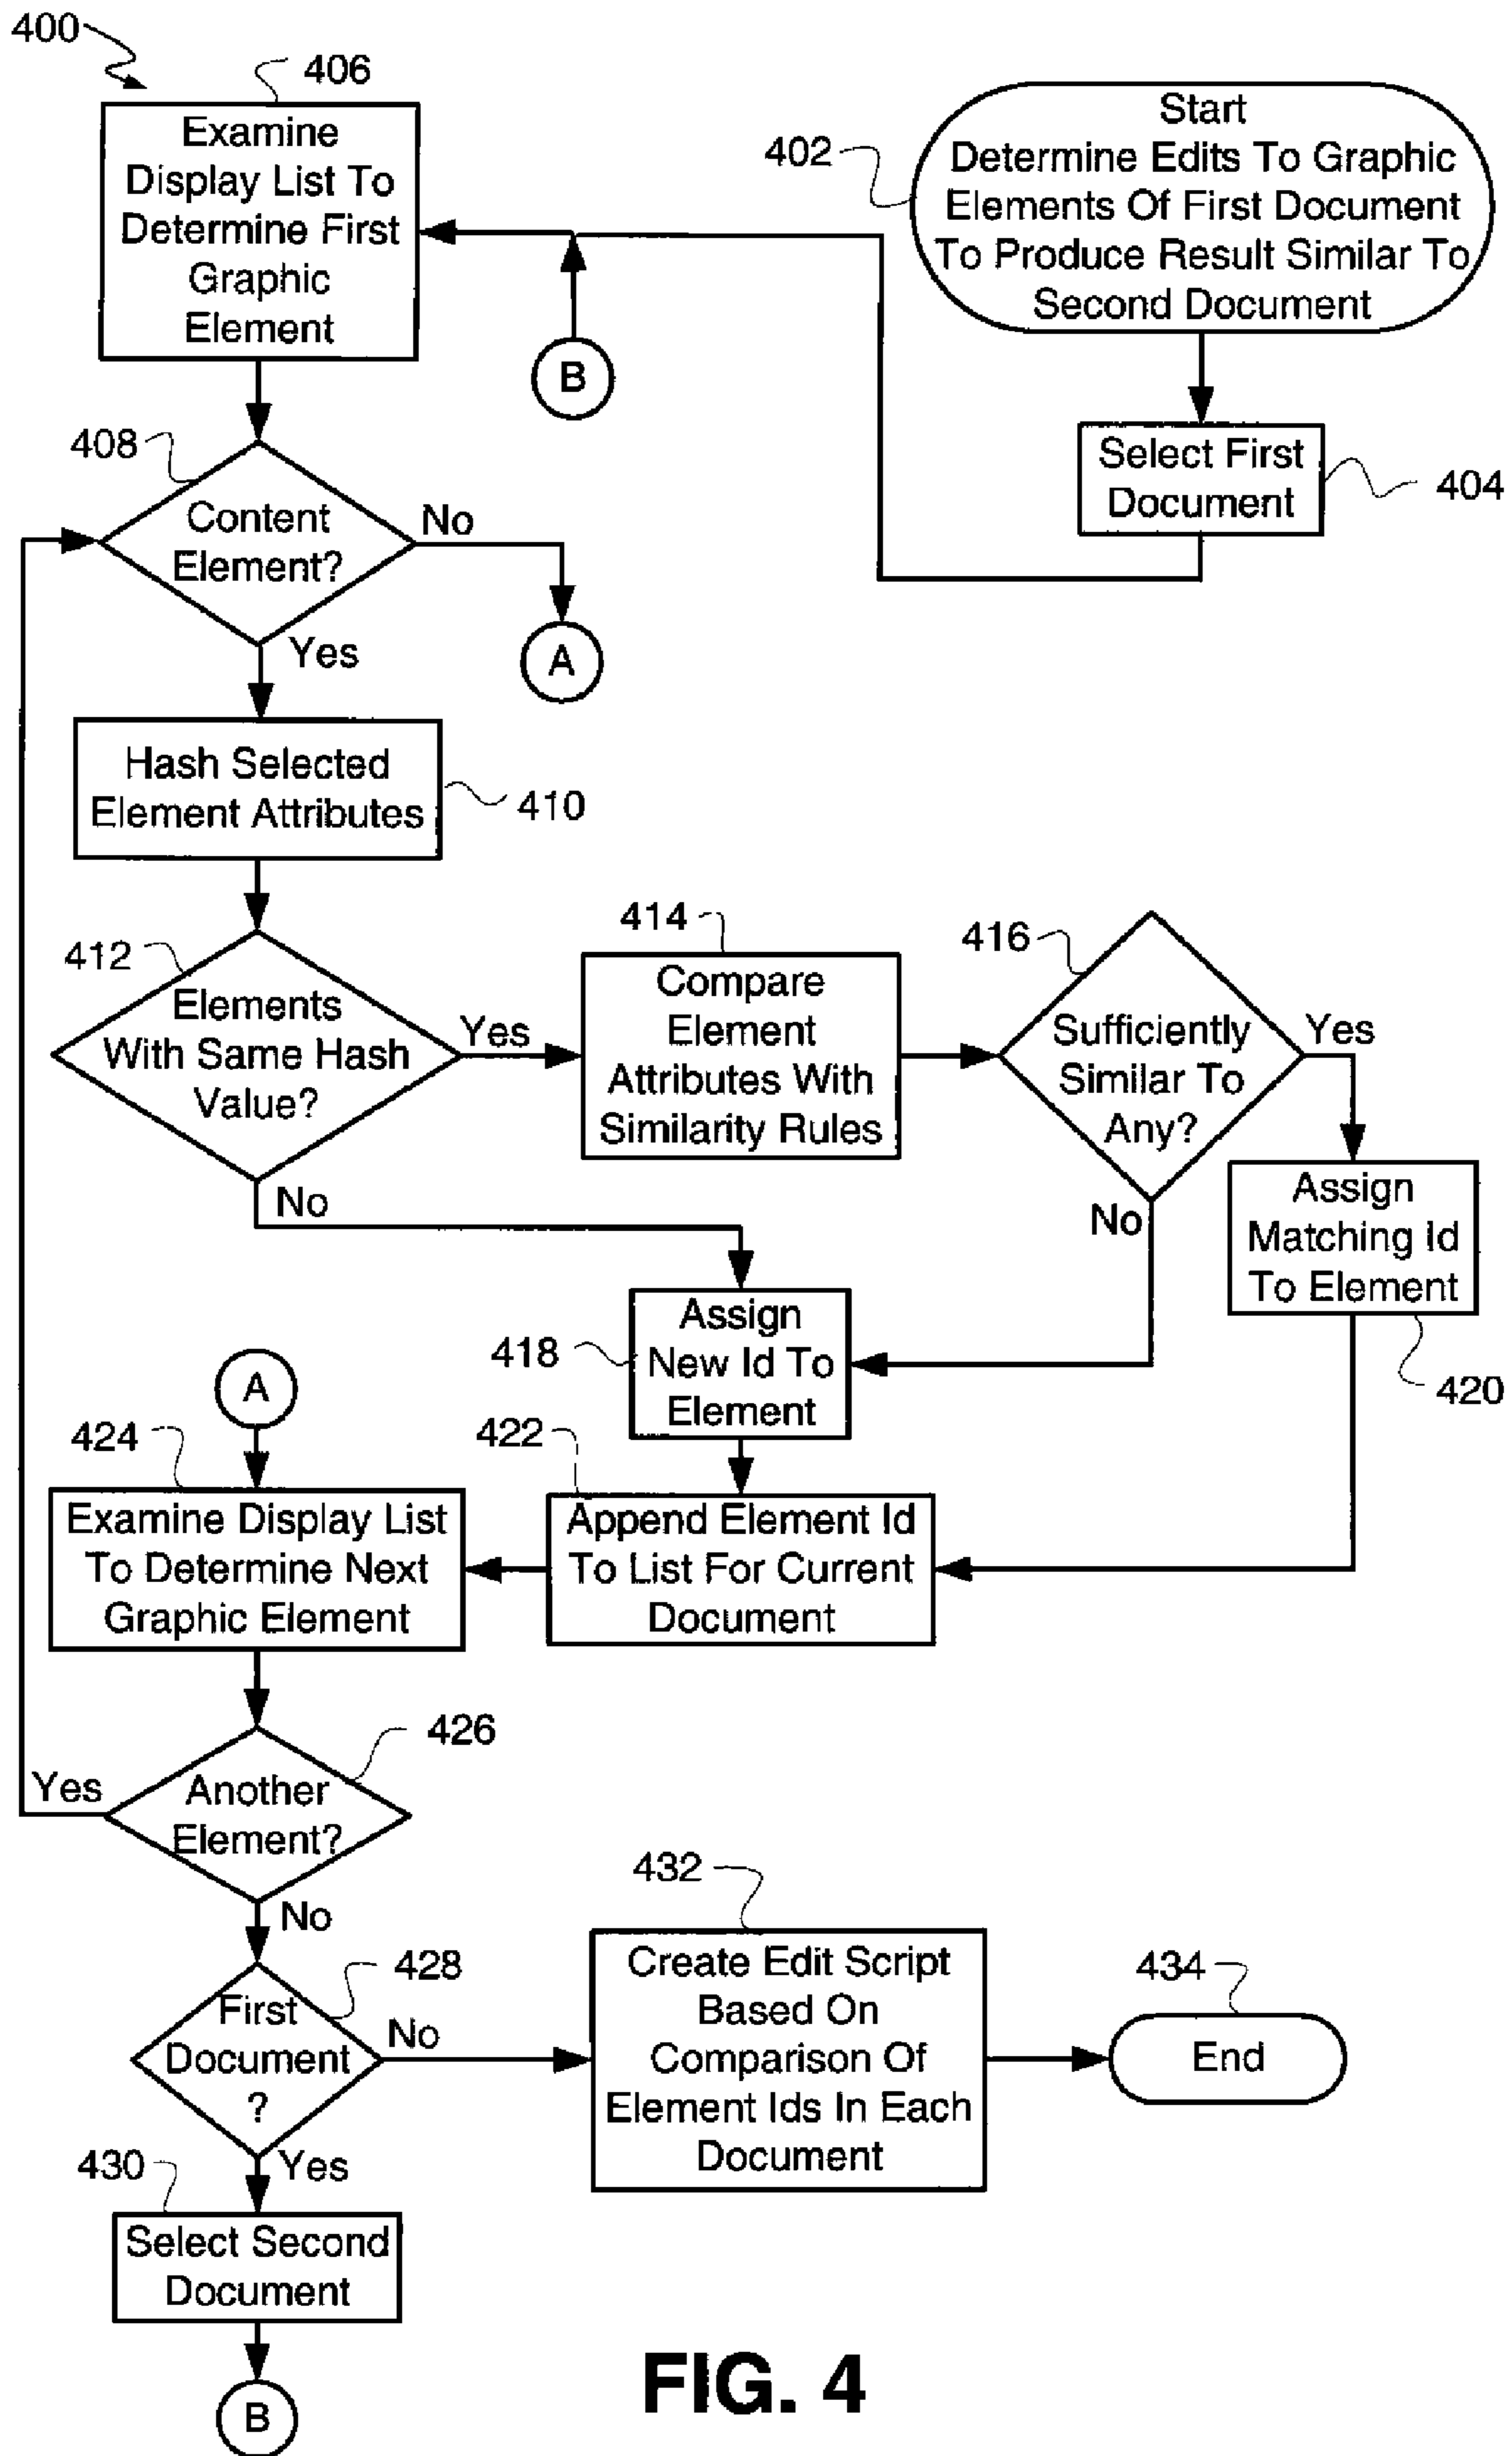 400
406
Examine
Display List To
Determine First
Graphic
Element
402
Start
Determine Edits To Graphic
Elements Of First Document
To Produce Result Similar To
Second Document
B
Select First
Document
404
408
Content
Element?
No
A
Yes
Hash Selected
Element Attributes
410
412
Elements
With Same Hash
Value?
Yes
No
414
Compare
Element
Attributes With
Similarity Rules
416
Sufficiently
Similar To
Any?
Yes
No
Assign
Matching Id
To Element
420
418
Assign
New Id To
Element
A
424
Examine Display List
To Determine Next
Graphic Element
422
Append Element Id
To List For Current
Document
426
Another
Element?
Yes
No
428
First
Document
?
No
Yes
432
Create Edit Script
Based On
Comparison Of
Element Ids In Each
Document
434
End
430
Select Second
Document
B
FIG. 4